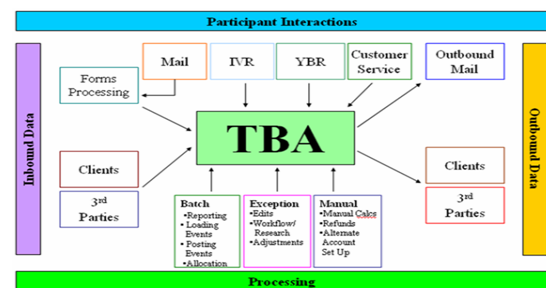 Participant Interactions
Mail
IVR
YBR
Customer
Service
Outbound
Mail
Forms
Processing
Inbound Data
TBA
Outbound Data
Clients
3rd
Parties
Clients
3rd
Parties
Batch
•Reporting
• Loading
Events
• Posting
Events
•Allocation
Exception
•Edits
•Workflow/
Research
•Adjustments
Manual
•Manual Calcs
•Refunds
•Alternate
Account
Set Up
Processing